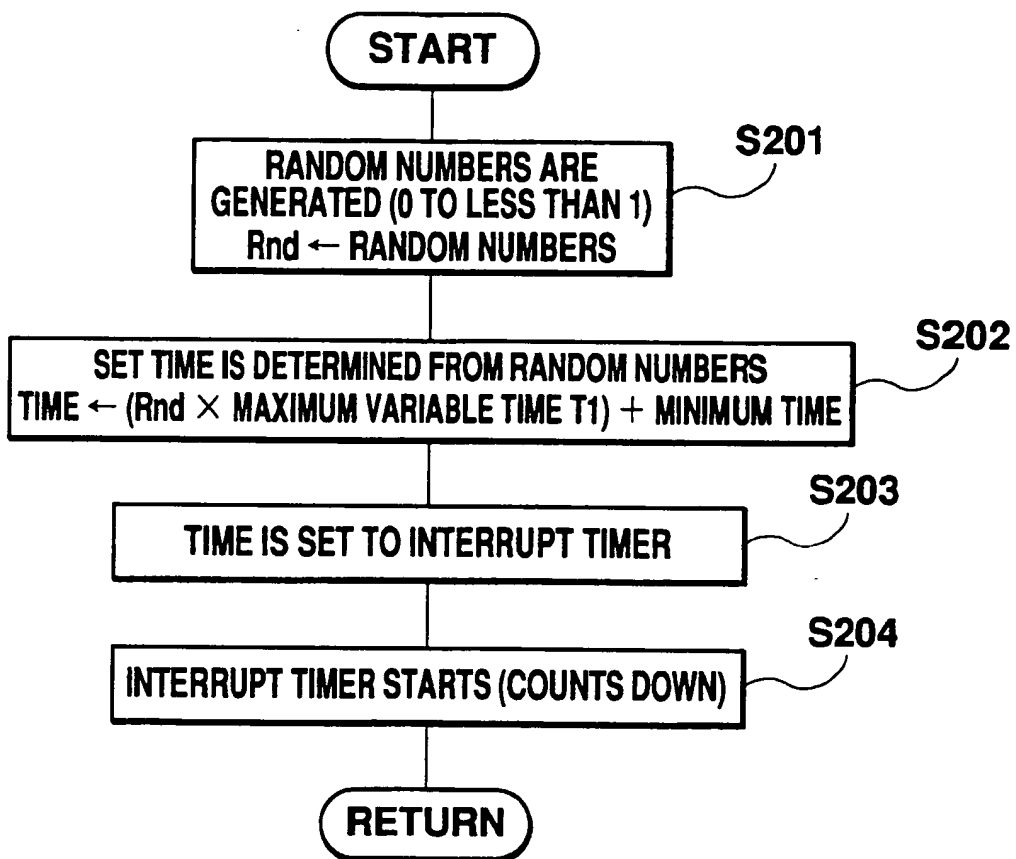 START
S201
RANDOM NUMBERS ARE
GENERATED (0 TO LESS THAN 1)
Rnd ← RANDOM NUMBERS
S202
SET TIME IS DETERMINED FROM RANDOM NUMBERS
TIME ← (Rnd × MAXIMUM VARIABLE TIME T1) + MINIMUM TIME
S203
TIME IS SET TO INTERRUPT TIMER
S204
INTERRUPT TIMER STARTS (COUNTS DOWN)
RETURN